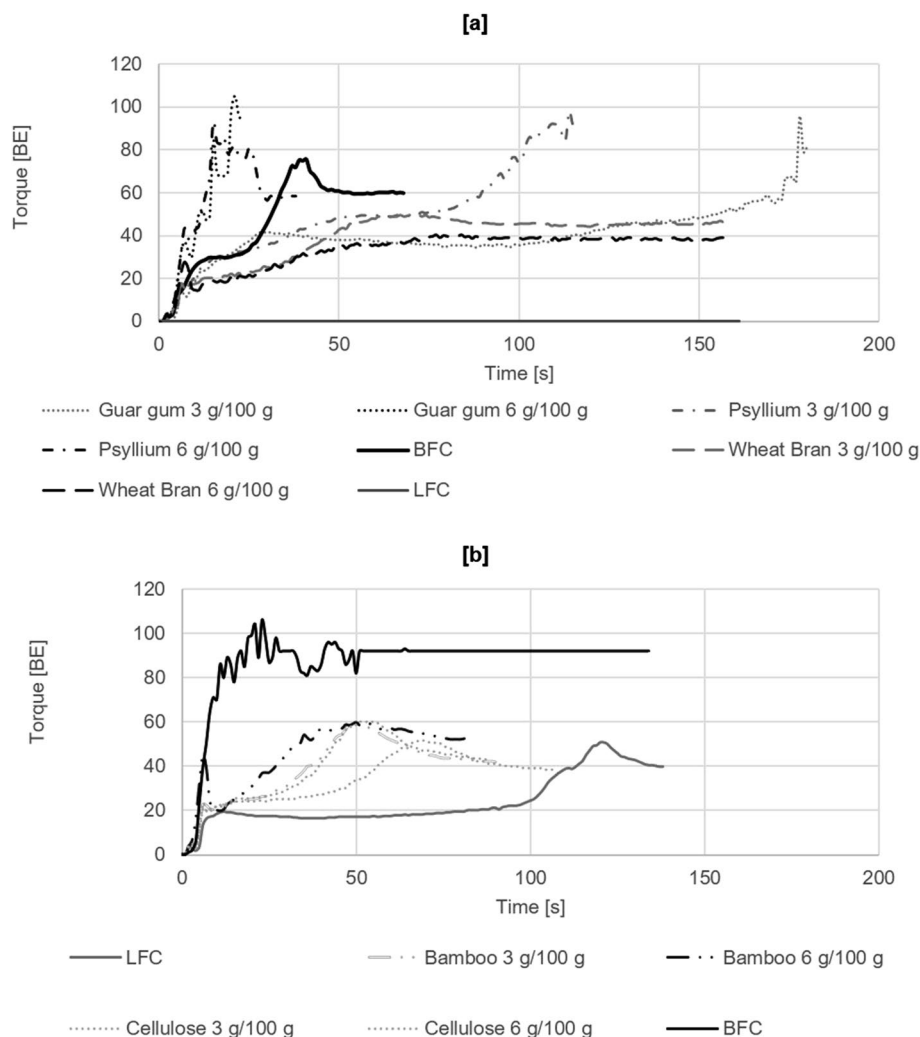 [a]
Torque [BE]
120
100
80
60
40
20
0
0 50 100 150 200
Time [s]
Guar gum 3 g/100 g Guar gum 6 g/100 g Psyllium 3 g/100 g
Psyllium 6 g/100 g BFC Wheat Bran 3 g/100 g
Wheat Bran 6 g/100 g LFC
[b]
Torque [BE]
120
100
80
60
40
20
0
0 50 100 150 200
Time [s]
LFC Bamboo 3 g/100 g Bamboo 6 g/100 g
Cellulose 3 g/100 g Cellulose 6 g/100 g BFC